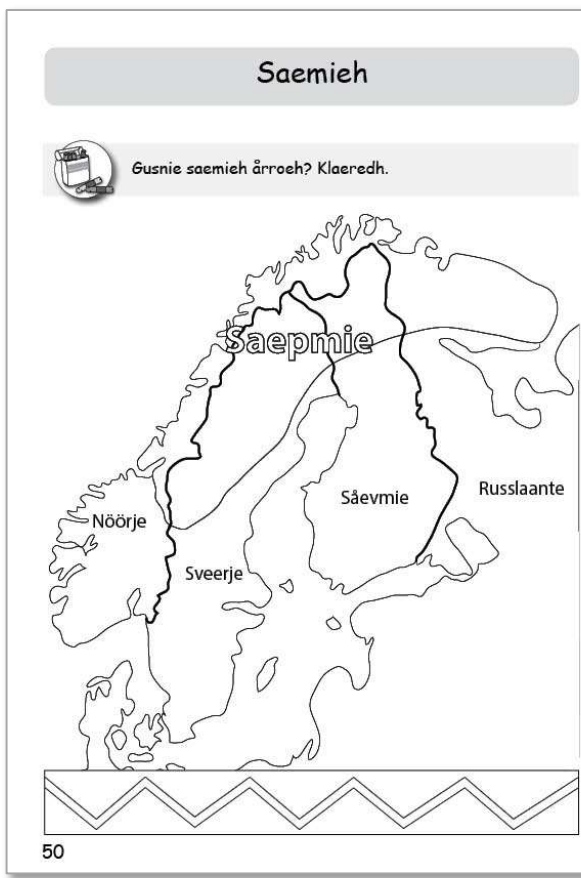 Saemieh
Gusnie saemieh årroeh? Klaeredh.
Saepmie
Russlaante
Såevmie
Nöörje
Sveerje
50